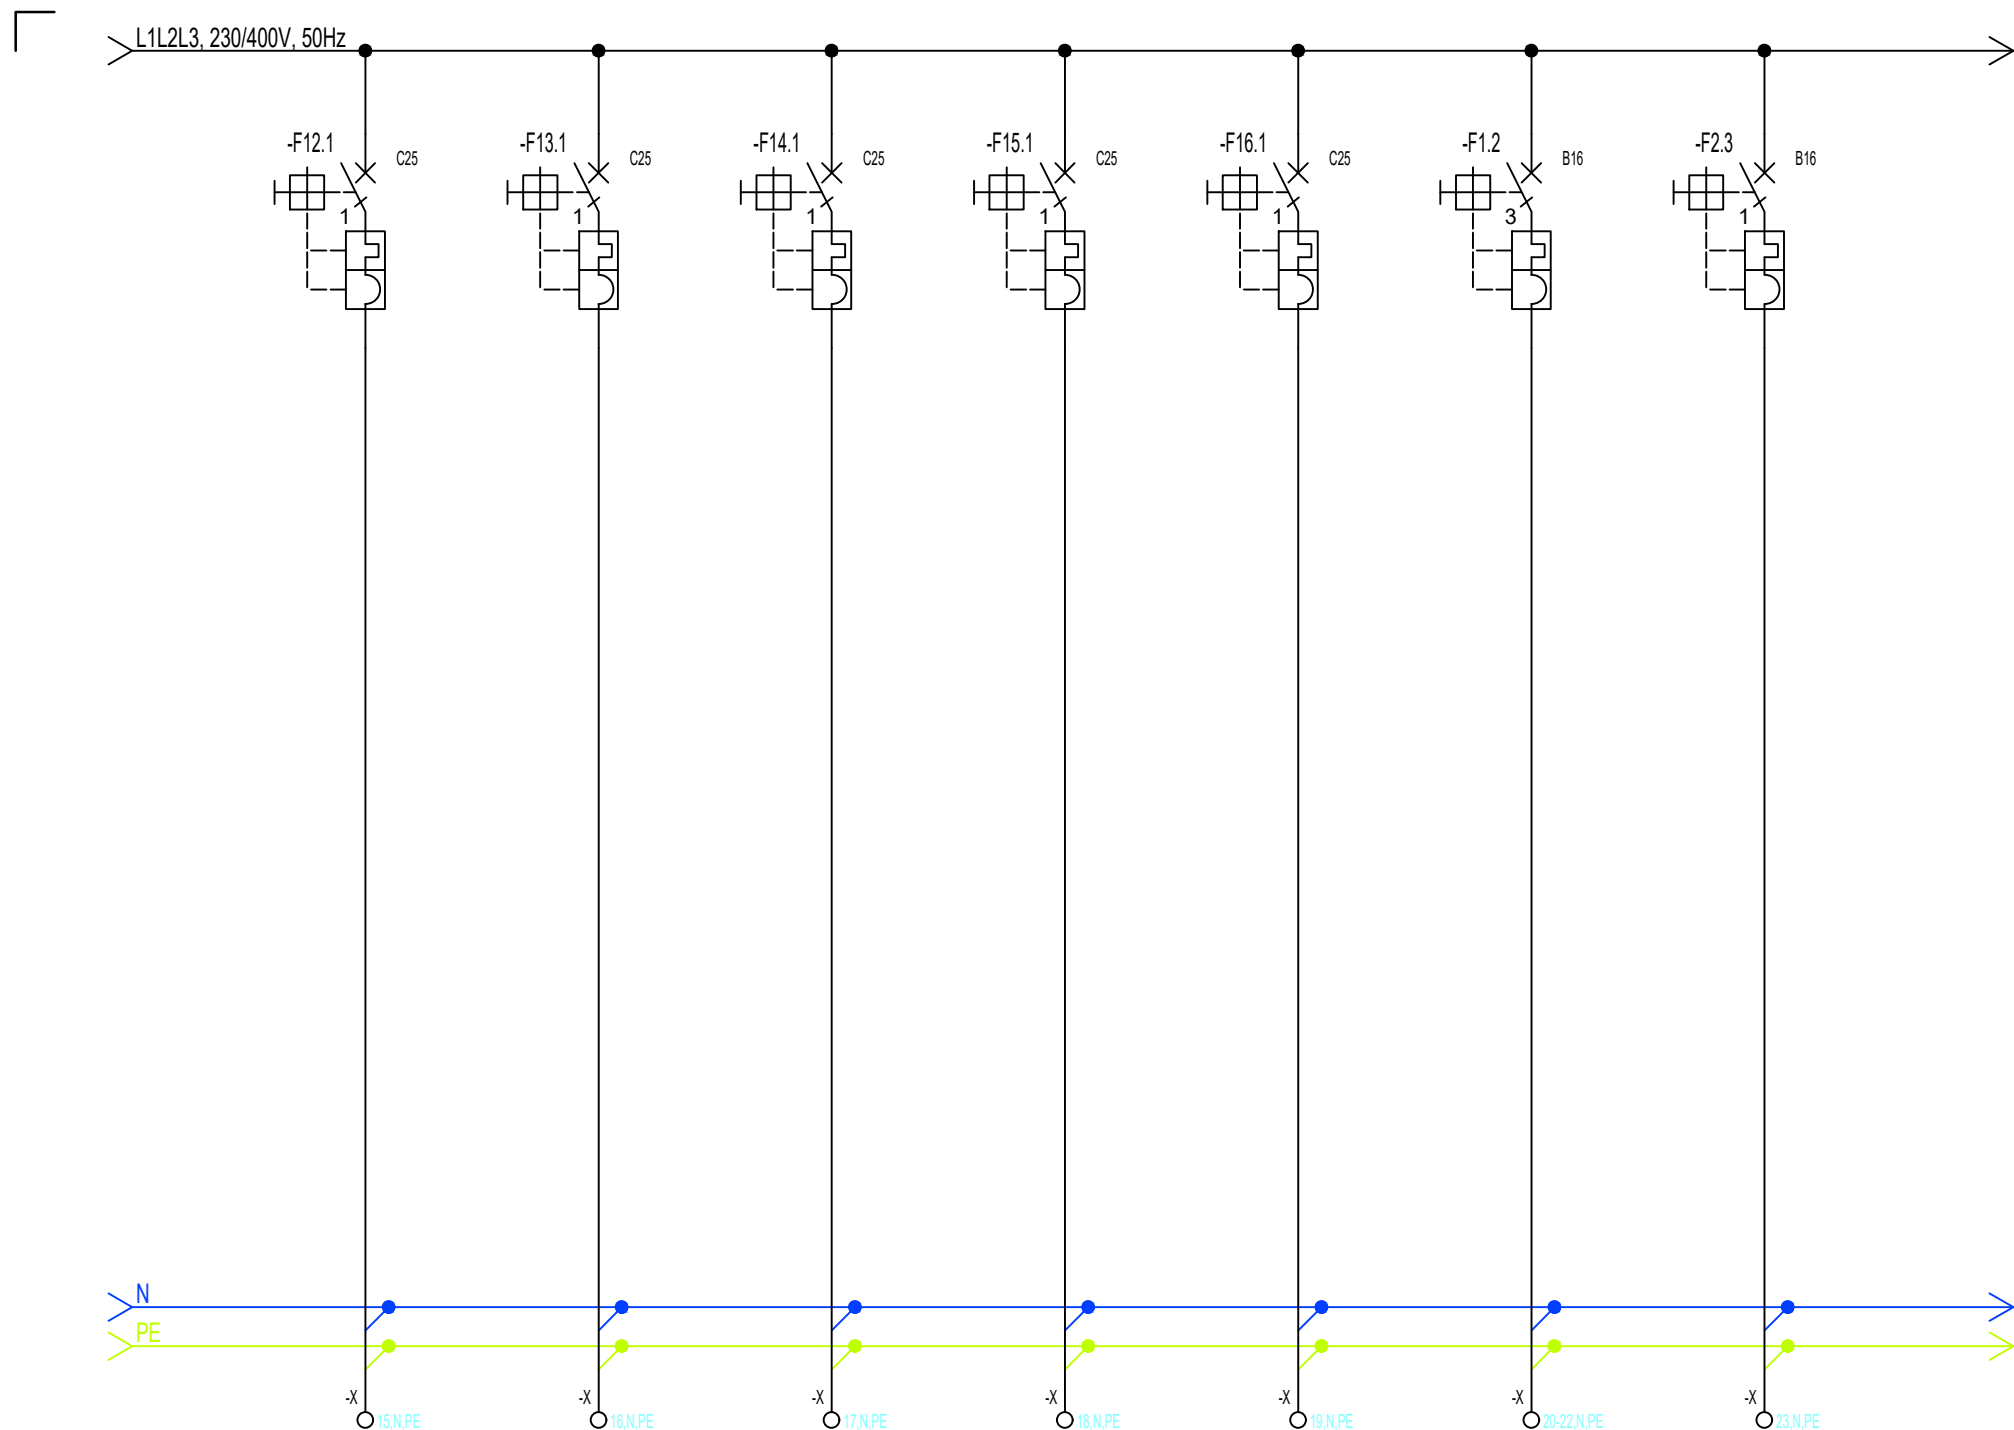 L1L2L3, 230/400V, 50Hz
-F12.1 C25 -F13.1 C25 -F14.1 C25 -F15.1 C25 -F16.1 C25 -F1.2 B16 -F2.3 B16
1 1 1 1 1 3 1
N
PE
-X -X -X -X -X -X -X
15,N,PE 16,N,PE 17,N,PE 18,N,PE 19,N,PE 20-22,N,PE 23,N,PE